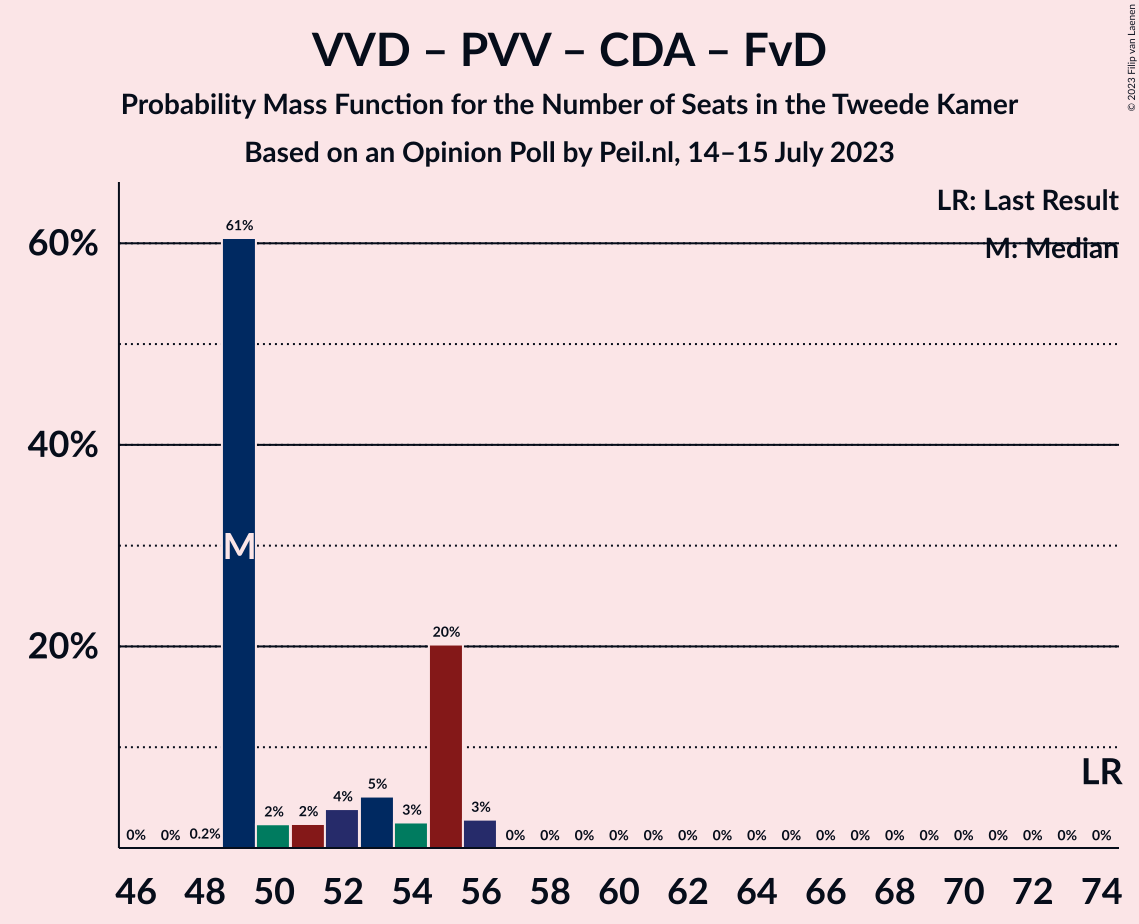 VVD – PVV – CDA – FvD
Probability Mass Function for the Number of Seats in the Tweede Kamer
Based on an Opinion Poll by Peil.nl, 14–15 July 2023
© 2023 Filip van Laenen
LR: Last Result
M: Median
60%
40%
20%
61%
M
20%
LR
0% 0% 0.2% 2% 2% 4% 5% 3% 3% 0% 0% 0% 0% 0% 0% 0% 0% 0% 0% 0% 0% 0% 0% 0% 0% 0% 0%
46 48 50 52 54 56 58 60 62 64 66 68 70 72 74